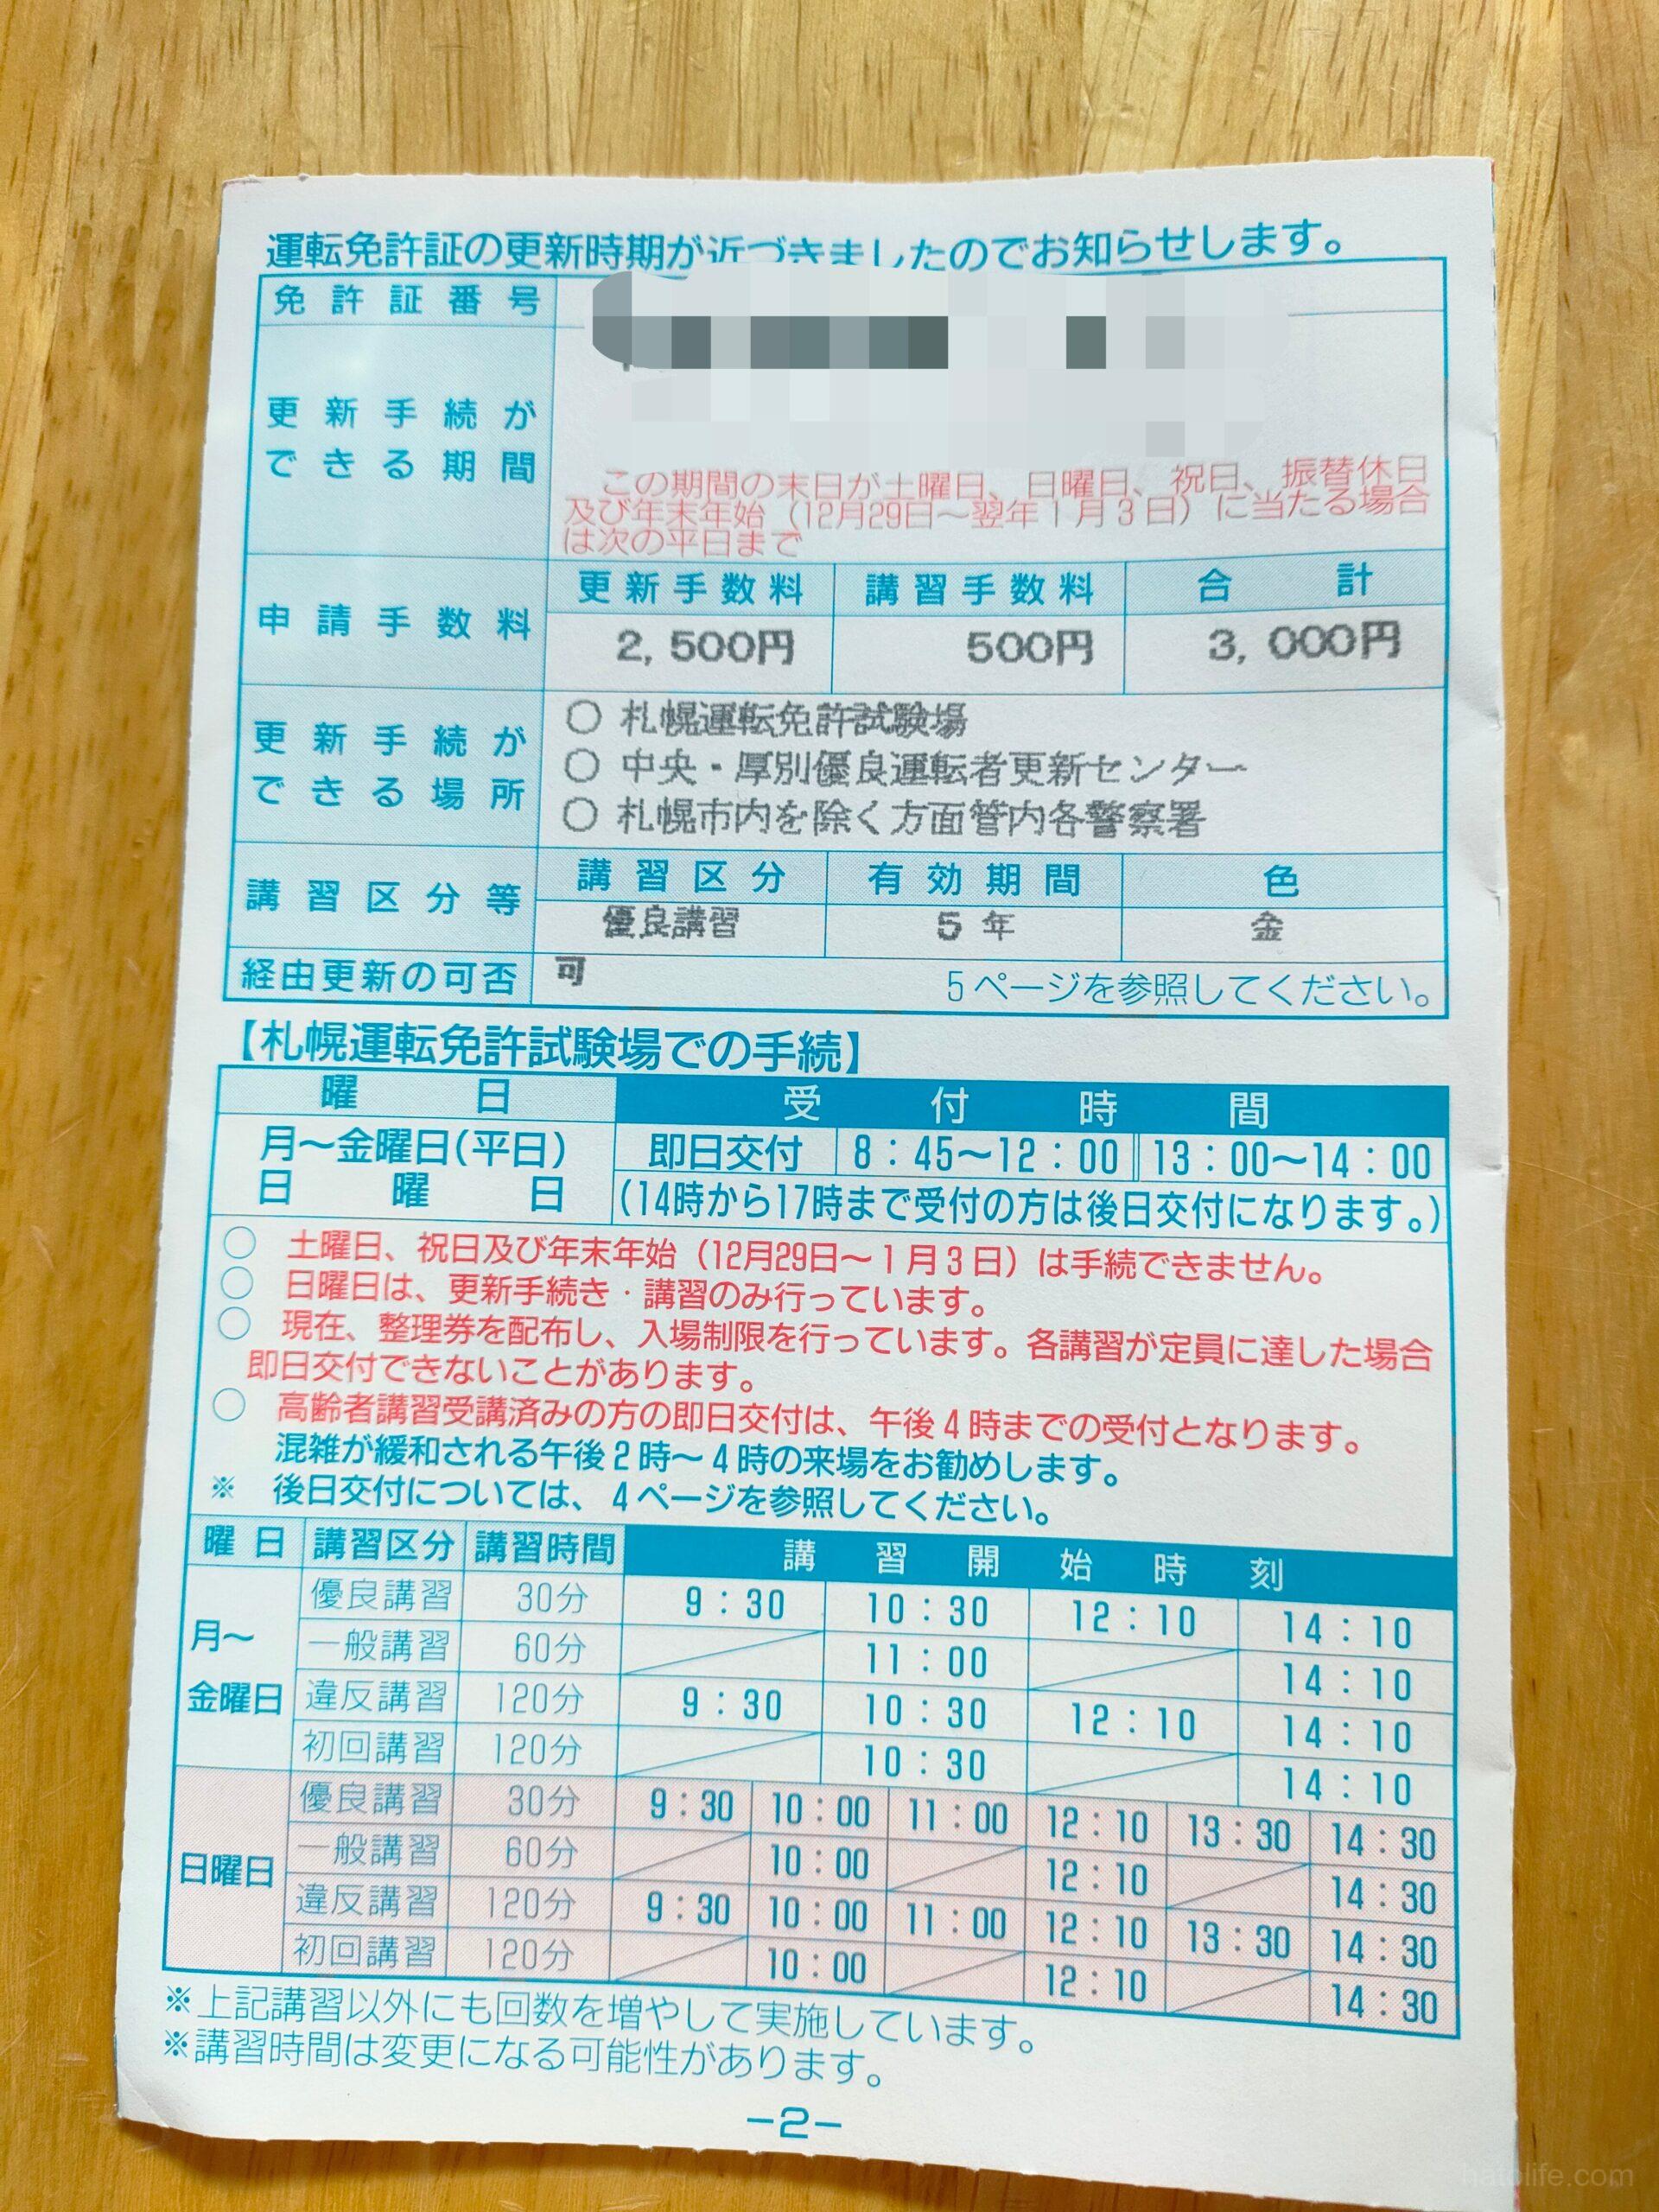 運転免許証の更新時期が近づきましたのでお知らせします。
免許証番号
更新手続が
できる期間
この期間の末日が土曜日、日曜日、祝日、振替休日
及び年末年始（12月29日～翌年1月3日）に当たる場合
は次の平日まで
申請手数料
更新手数料 講習手数料 合計
2,500円 500円 3,000円
更新手続が
できる場所
○ 札幌運転免許試験場
○ 中央・厚別優良運転者更新センター
○ 札幌市内を除く方面管内各警察署
講習区分等
講習区分 有効期間 色
優良講習 5年 金
経由更新の可否 可 5ページを参照してください。
【札幌運転免許試験場での手続】
曜日 受付時間
月～金曜日(平日) 即日交付 8：45～12：00 13：00～14：00
日曜日 (14時から17時まで受付の方は後日交付になります。)
○ 土曜日、祝日及び年末年始（12月29日～1月3日）は手続できません。
○ 日曜日は、更新手続き・講習のみ行っています。
○ 現在、整理券を配布し、入場制限を行っています。各講習が定員に達した場合
即日交付できないことがあります。
○ 高齢者講習受講済みの方の即日交付は、午後4時までの受付となります。
混雑が緩和される午後2時～4時の来場をお勧めします。
※ 後日交付については、4ページを参照してください。
曜日 講習区分 講習時間 講習開始時刻
月～
金曜日
優良講習 30分 9：30 10：30 12：10 14：10
一般講習 60分 11：00 14：10
違反講習 120分 9：30 10：30 12：10 14：10
初回講習 120分 10：30 14：10
日曜日
優良講習 30分 9：30 10：00 11：00 12：10 13：30 14：30
一般講習 60分 10：00 12：10 14：30
違反講習 120分 9：30 10：00 11：00 12：10 13：30 14：30
初回講習 120分 10：00 12：10 14：30
※上記講習以外にも回数を増やして実施しています。
※講習時間は変更になる可能性があります。
-2-
hatolife.com